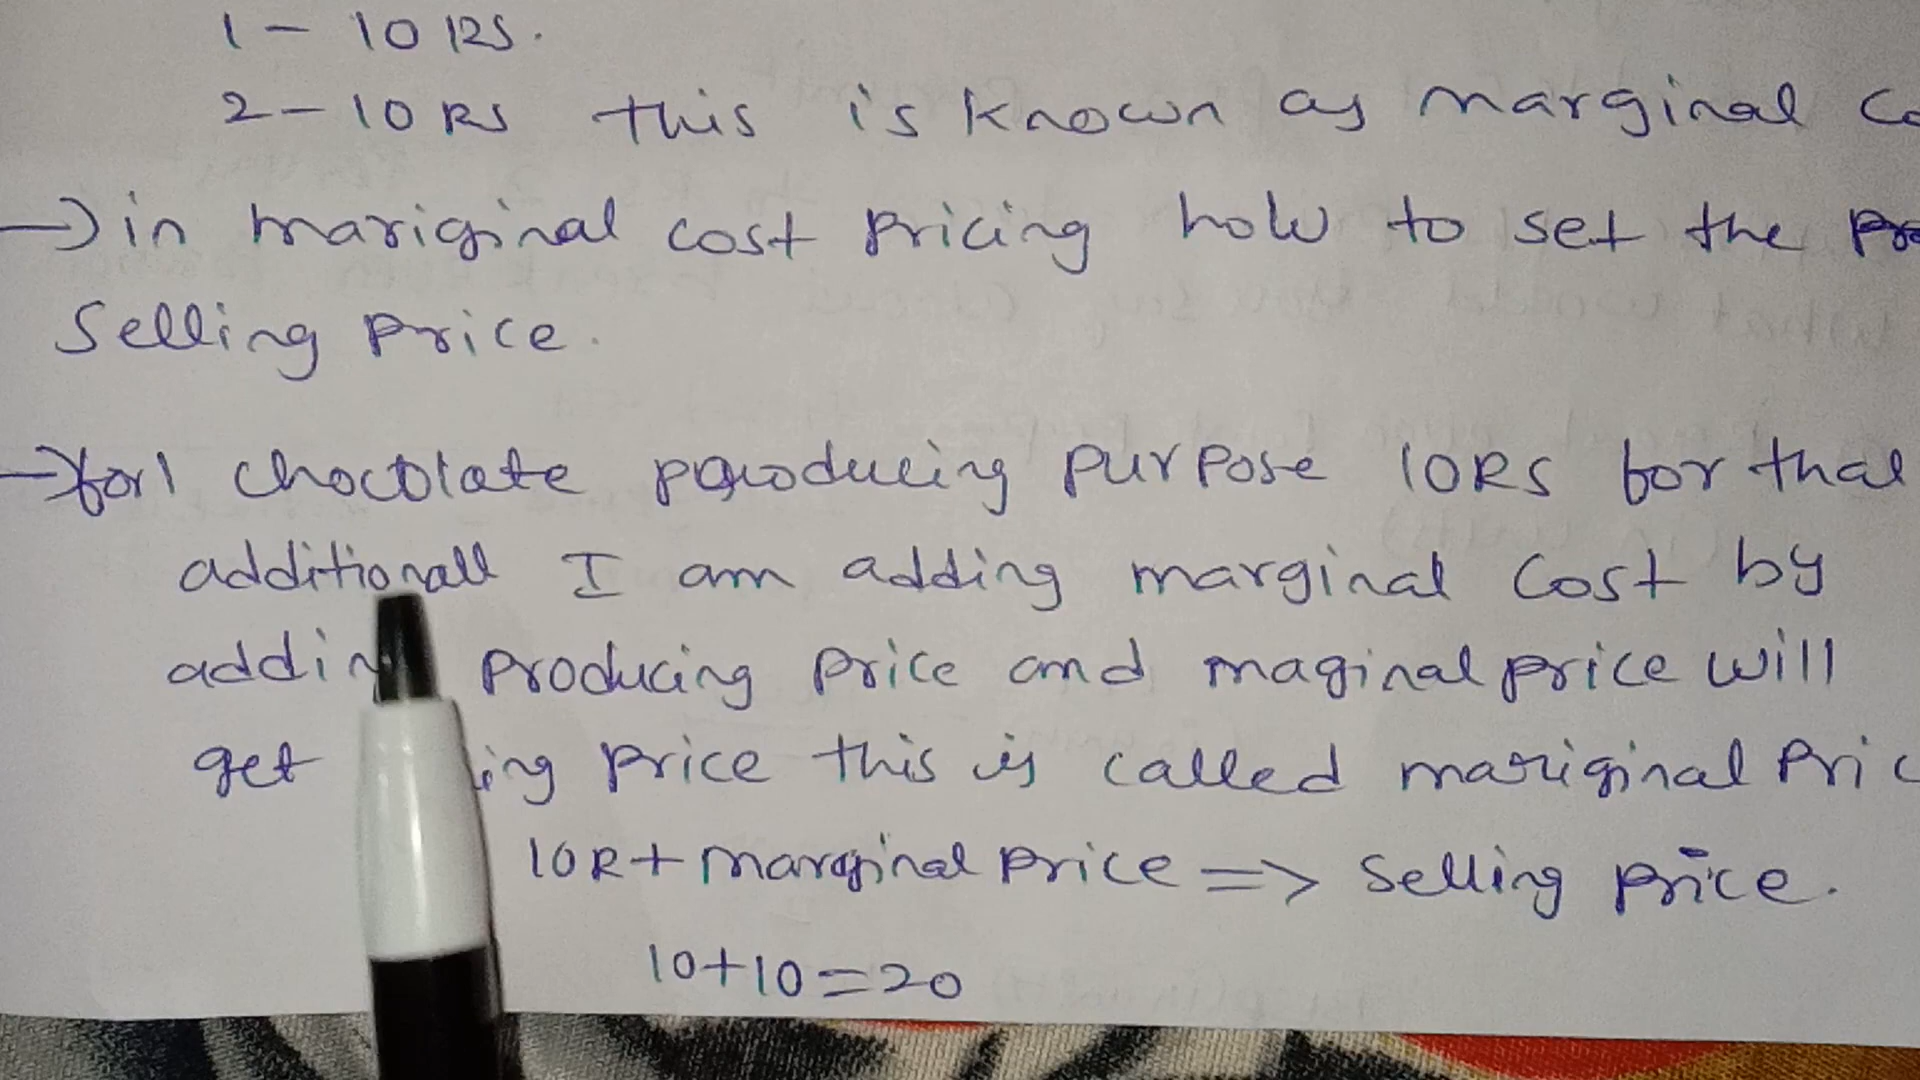 1 - 10 RS.
2 - 10 RS this is known as marginal
→ in mariginal cost pricing how to set the
Selling price.
→ for 1 chocolate producing purpose 10RS for that
additionall I am adding marginal cost by
producing price and maginal price will
get price this is called mariginal
10R + marginal price => selling price.
10+10=20